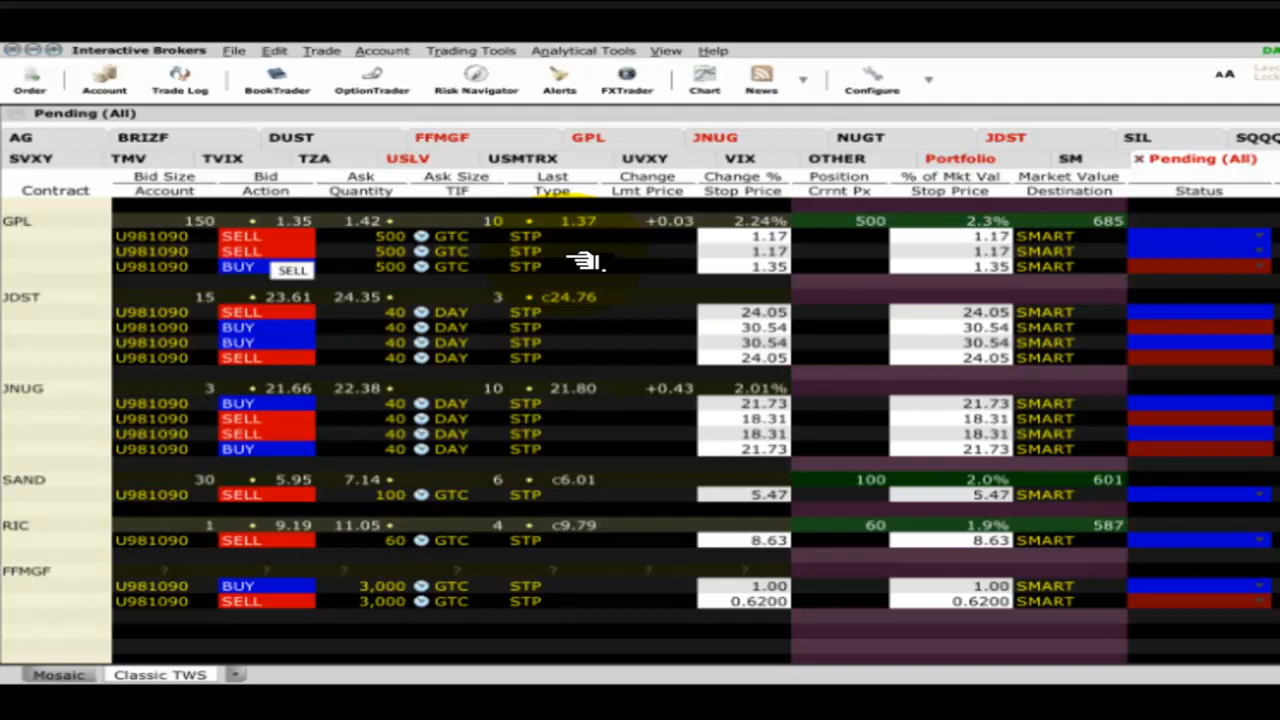 Interactive Brokers File Edit Trade Account Trading Tools Analytical Tools View Help DA
Order Account Trade Log BookTrader OptionTrader Risk Navigator Alerts FXTrader Chart News Configure AA
Pending (All)
AG BRIZF DUST FFMGF GPL JNUG NUGT JDST SIL SQQQ
SVXY TMV TVIX TZA USLV USMTRX UVXY VIX OTHER Portfolio SM x Pending (All)
Bid Size Bid Ask Ask Size Last Change Change % Position % of Mkt Val Market Value
Contract Account Action Quantity TIF Type Lmt Price Stop Price Crrnt Px Stop Price Destination Status
GPL 150 • 1.35 1.42 • 10 • 1.37 +0.03 2.24% 500 2.3% 685
U981090 SELL 500 GTC STP 1.17 1.17 SMART
U981090 SELL 500 GTC STP 1.17 1.17 SMART
U981090 BUY SELL 500 GTC STP 1.35 1.35 SMART
JDST 15 • 23.61 24.35 • 3 • c24.76
U981090 SELL 40 DAY STP 24.05 24.05 SMART
U981090 BUY 40 DAY STP 30.54 30.54 SMART
U981090 BUY 40 DAY STP 30.54 30.54 SMART
U981090 SELL 40 DAY STP 24.05 24.05 SMART
JNUG 3 • 21.66 22.38 • 10 • 21.80 +0.43 2.01%
U981090 BUY 40 DAY STP 21.73 21.73 SMART
U981090 SELL 40 DAY STP 18.31 18.31 SMART
U981090 SELL 40 DAY STP 18.31 18.31 SMART
U981090 BUY 40 DAY STP 21.73 21.73 SMART
SAND 30 • 5.95 7.14 • 6 • c6.01 100 2.0% 601
U981090 SELL 100 GTC STP 5.47 5.47 SMART
RIC 1 • 9.19 11.05 • 4 • c9.79 60 1.9% 587
U981090 SELL 60 GTC STP 8.63 8.63 SMART
FFMGF ? ? ? ? ? ? ?
U981090 BUY 3,000 GTC STP 1.00 1.00 SMART
U981090 SELL 3,000 GTC STP 0.6200 0.6200 SMART
Mosaic Classic TWS